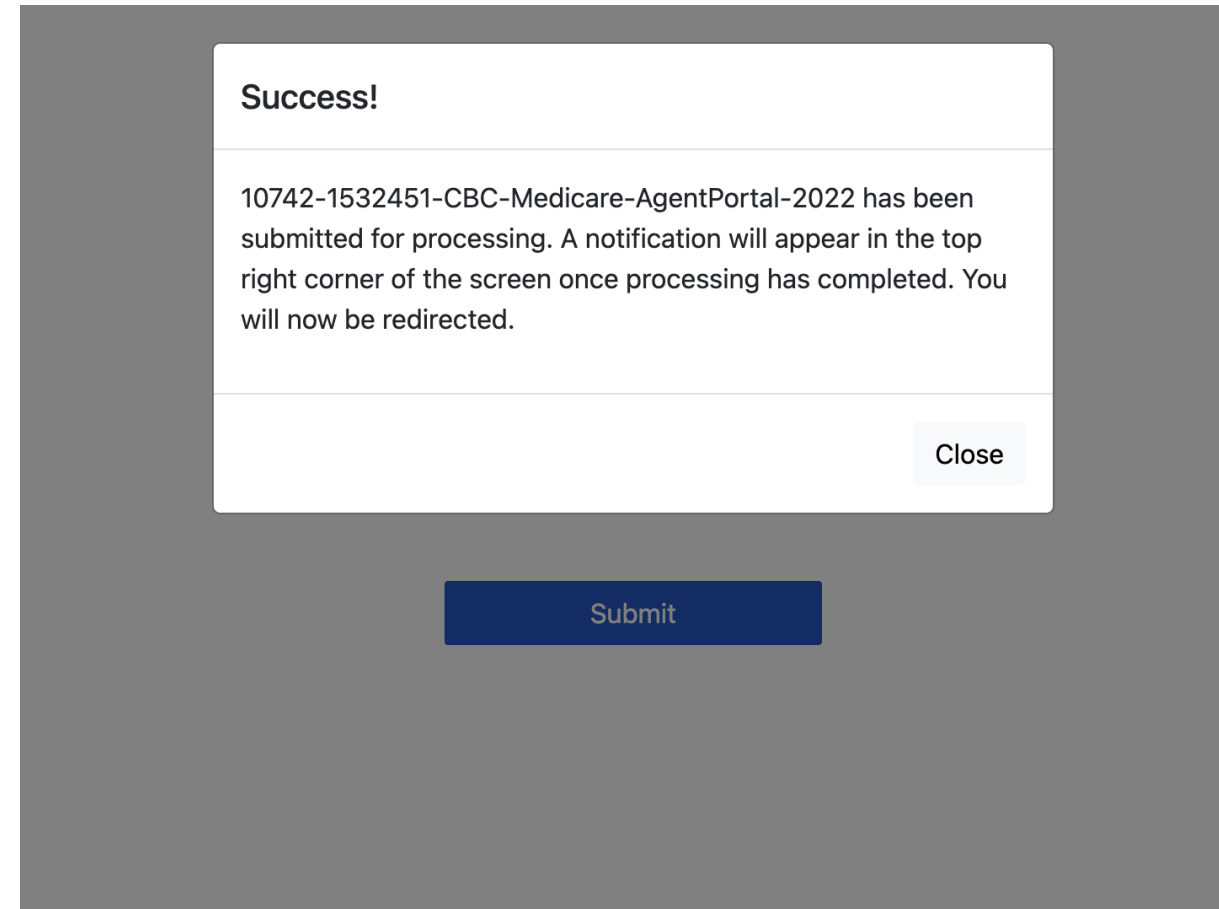 Success!
10742-1532451-CBC-Medicare-AgentPortal-2022 has been
submitted for processing. A notification will appear in the top
right corner of the screen once processing has completed. You
will now be redirected.
Close
Submit